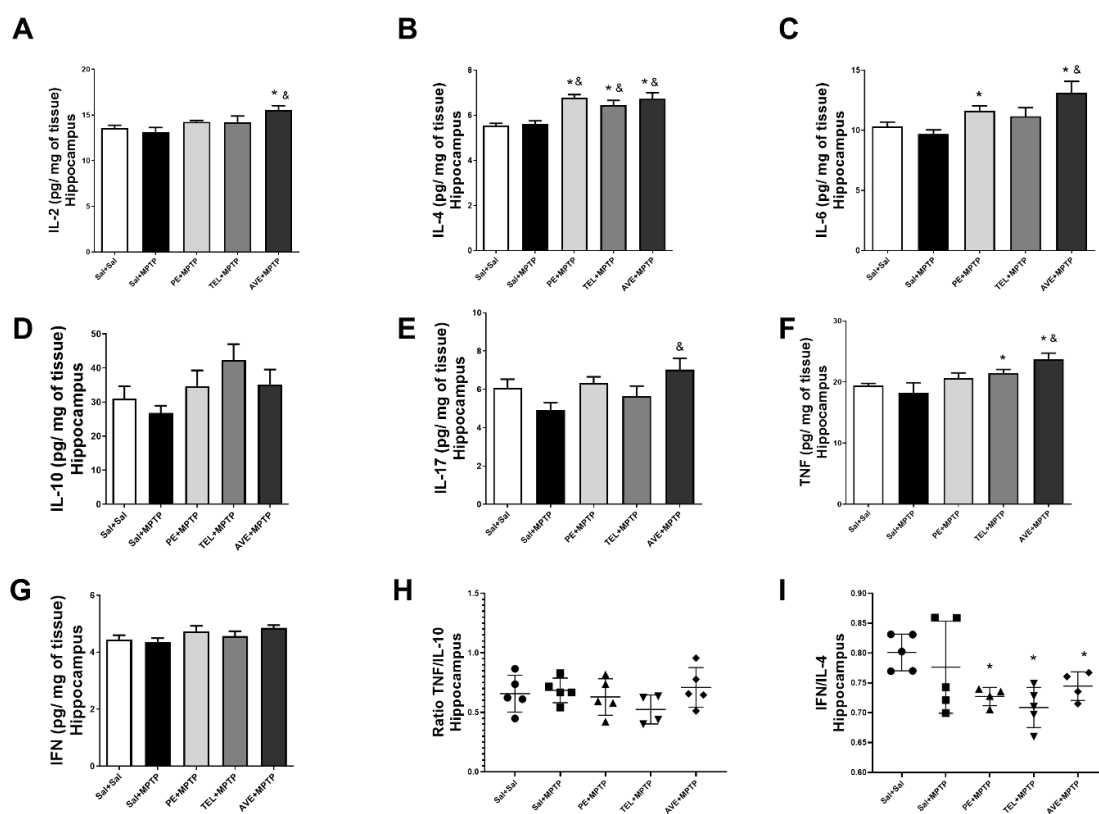 A
IL-2 (pg/ mg of tissue)
Hippocampus
20
15
10
5
0
* &
Sal+Sal
Sal+MPTP
PE+MPTP
TEL+MPTP
AVE+MPTP
B
IL-4 (pg/ mg of tissue)
Hippocampus
8
6
4
2
0
* &
* &
* &
Sal+Sal
Sal+MPTP
PE+MPTP
TEL+MPTP
AVE+MPTP
C
IL-6 (pg/ mg of tissue)
Hippocampus
15
10
5
0
*
* &
Sal+Sal
Sal+MPTP
PE+MPTP
TEL+MPTP
AVE+MPTP
D
IL-10 (pg/ mg of tissue)
Hippocampus
50
40
30
20
10
0
Sal+Sal
Sal+MPTP
PE+MPTP
TEL+MPTP
AVE+MPTP
E
IL-17 (pg/ mg of tissue)
Hippocampus
8
6
4
2
0
&
Sal+Sal
Sal+MPTP
PE+MPTP
TEL+MPTP
AVE+MPTP
F
TNF (pg/ mg of tissue)
Hippocampus
30
20
10
0
*
* &
Sal+Sal
Sal+MPTP
PE+MPTP
TEL+MPTP
AVE+MPTP
G
IFN (pg/ mg of tissue)
Hippocampus
6
4
2
0
Sal+Sal
Sal+MPTP
PE+MPTP
TEL+MPTP
AVE+MPTP
H
Ratio TNF/IL-10
Hippocampus
1.5
1.0
0.5
0.0
Sal+Sal
Sal+MPTP
PE+MPTP
TEL+MPTP
AVE+MPTP
I
IFN/IL-4
Hippocampus
0.90
0.85
0.80
0.75
0.70
0.65
0.60
*
*
*
Sal+Sal
Sal+MPTP
PE+MPTP
TEL+MPTP
AVE+MPTP